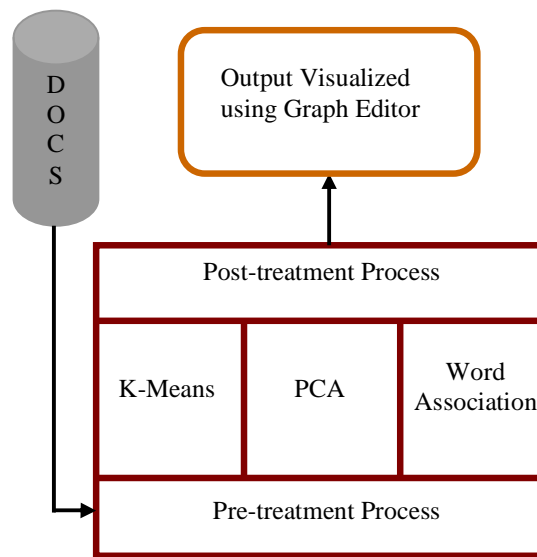 D
O
C
S
Output Visualized
using Graph Editor
Post-treatment Process
K-Means
PCA
Word
Association
Pre-treatment Process